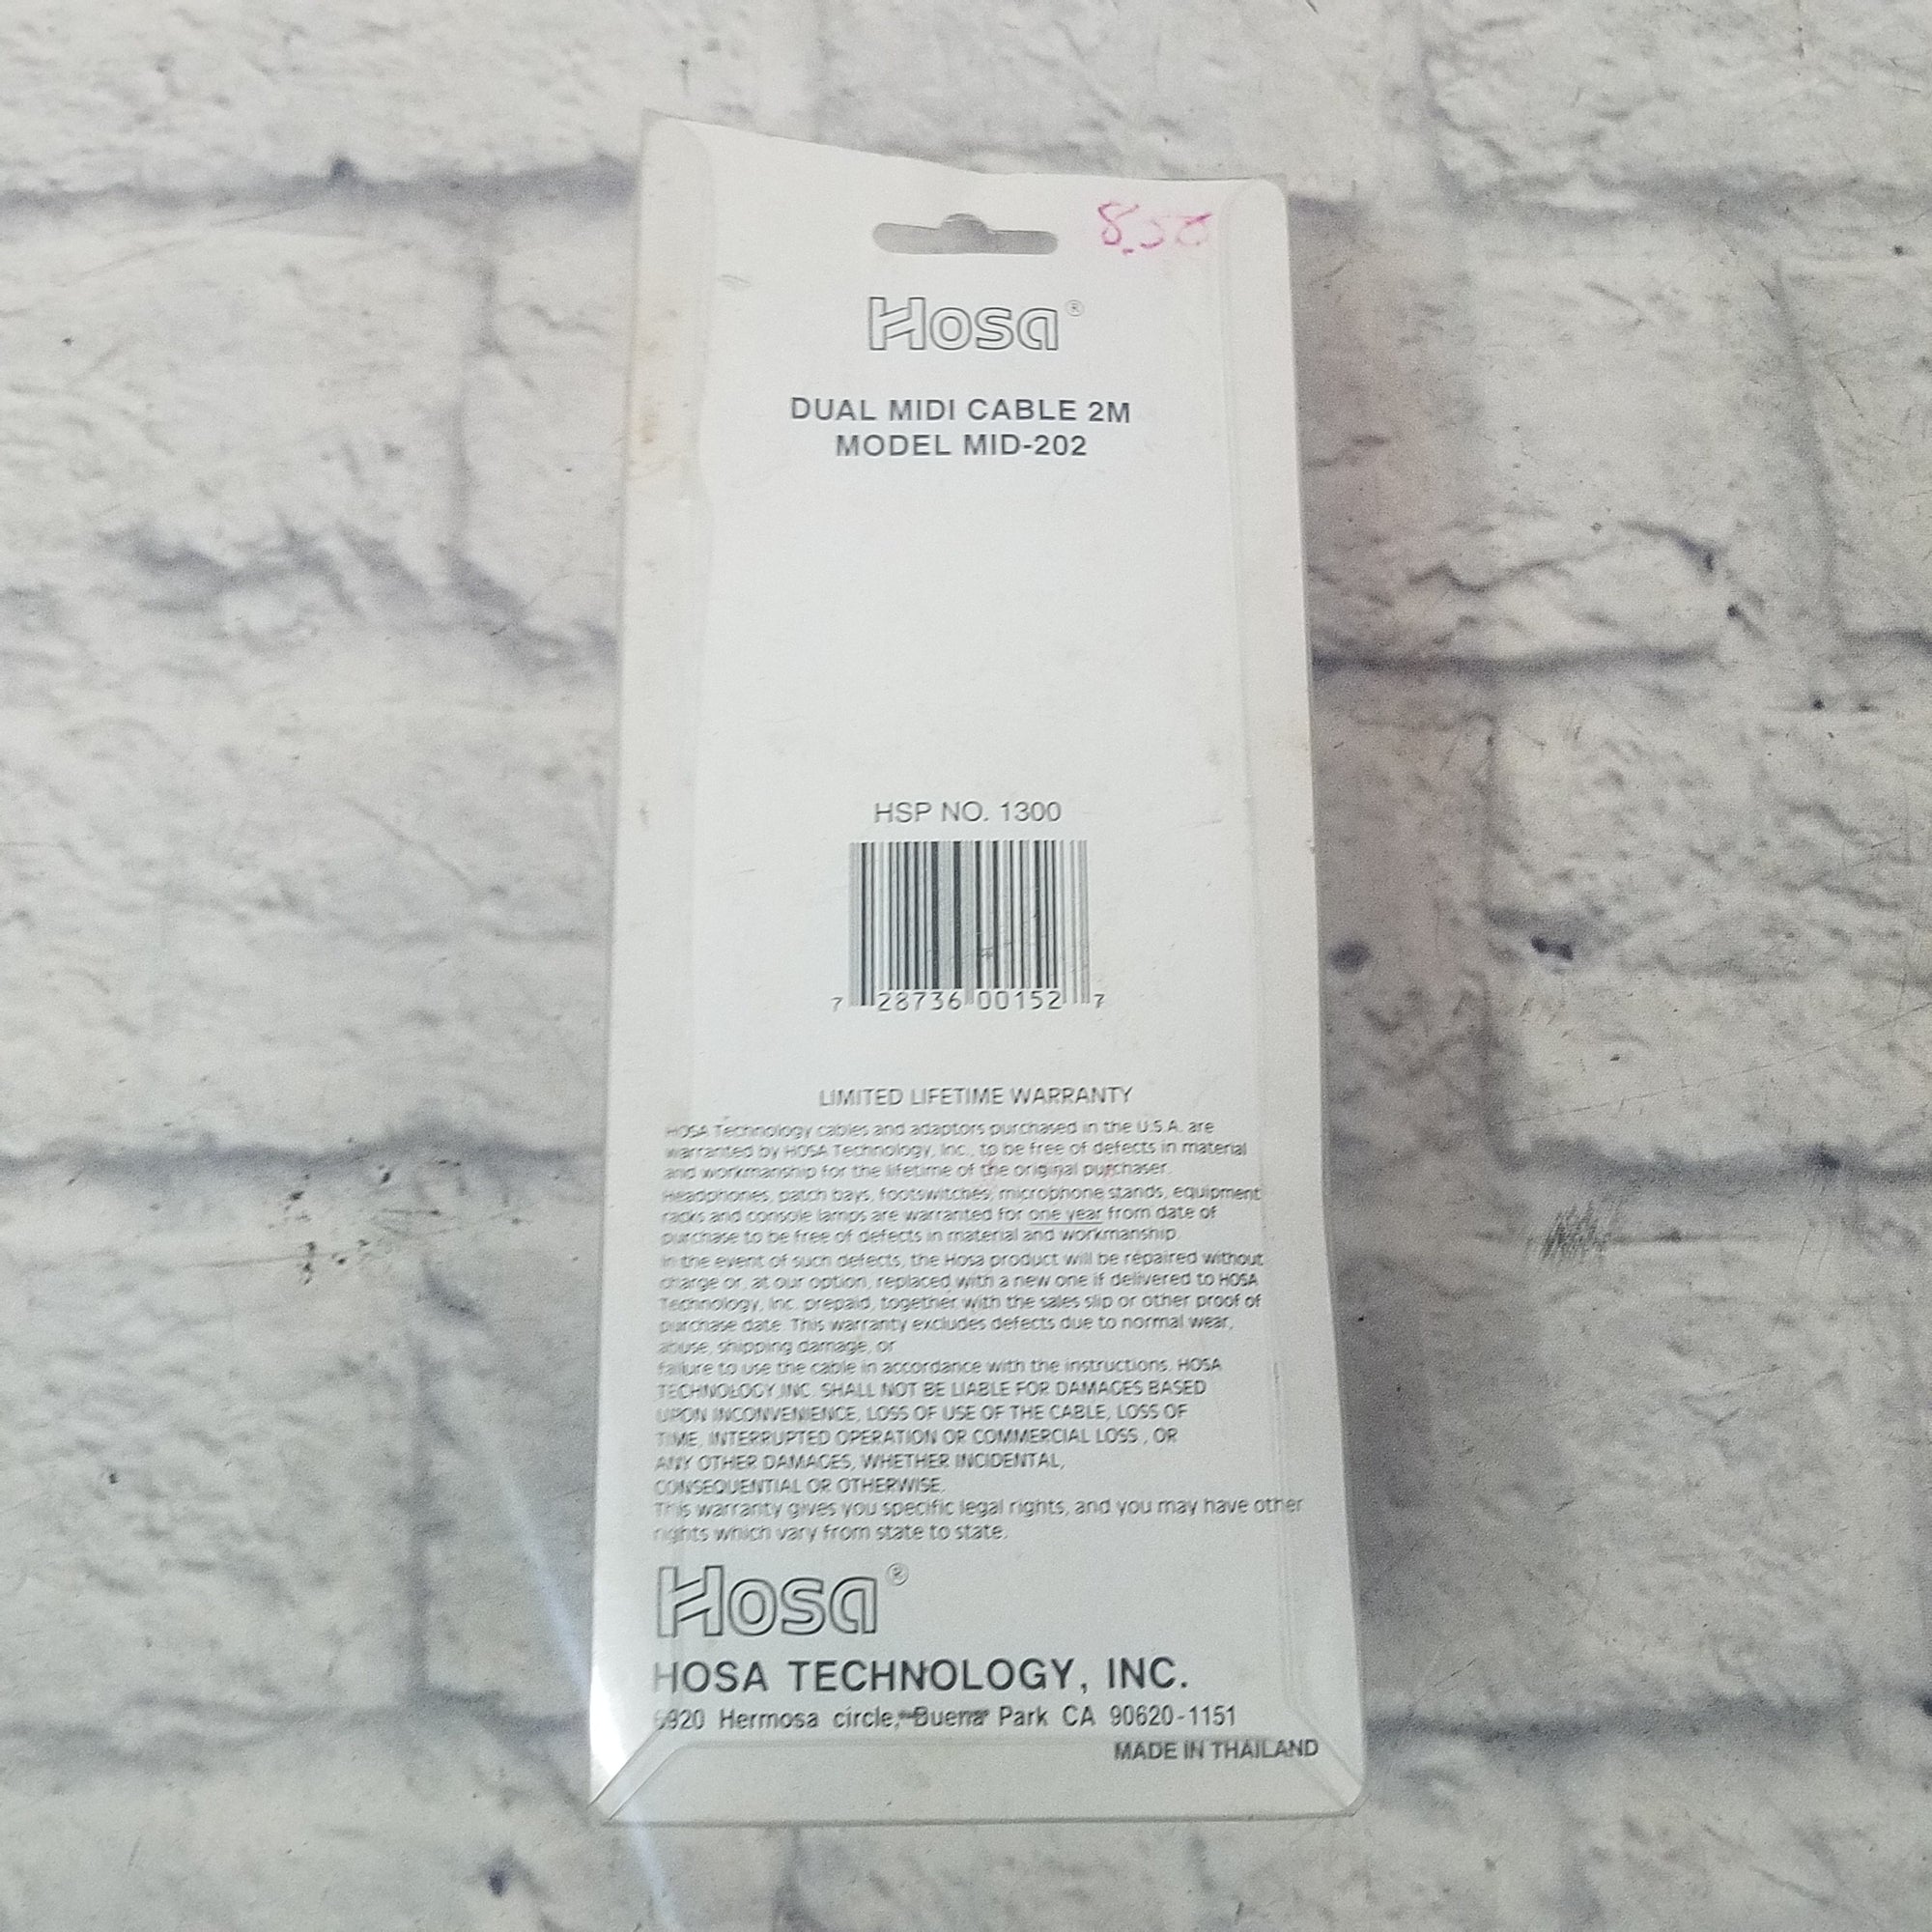 8.50
Hosa®
DUAL MIDI CABLE 2M
MODEL MID-202
HSP NO. 1300
7 28736 00152 7
LIMITED LIFETIME WARRANTY
HOSA Technology cables and adaptors purchased in the U.S.A. are
warranted by HOSA Technology, Inc., to be free of defects in material
and workmanship for the lifetime of the original purchaser.
Headphones, patch bays, footswitches, microphone stands, equipment
racks and console lamps are warranted for one year from date of
purchase to be free of defects in material and workmanship.
In the event of such defects, the Hosa product will be repaired without
charge or, at our option, replaced with a new one if delivered to HOSA
Technology, Inc. prepaid, together with the sales slip or other proof of
purchase date. This warranty excludes defects due to normal wear,
abuse, shipping damage, or
failure to use the cable in accordance with the instructions. HOSA
TECHNOLOGY,INC. SHALL NOT BE LIABLE FOR DAMAGES BASED
UPON INCONVENIENCE, LOSS OF USE OF THE CABLE, LOSS OF
TIME, INTERRUPTED OPERATION OR COMMERCIAL LOSS , OR
ANY OTHER DAMAGES, WHETHER INCIDENTAL,
CONSEQUENTIAL OR OTHERWISE.
This warranty gives you specific legal rights, and you may have other
rights which vary from state to state.
Hosa®
HOSA TECHNOLOGY, INC.
6920 Hermosa circle, Buena Park CA 90620-1151
MADE IN THAILAND